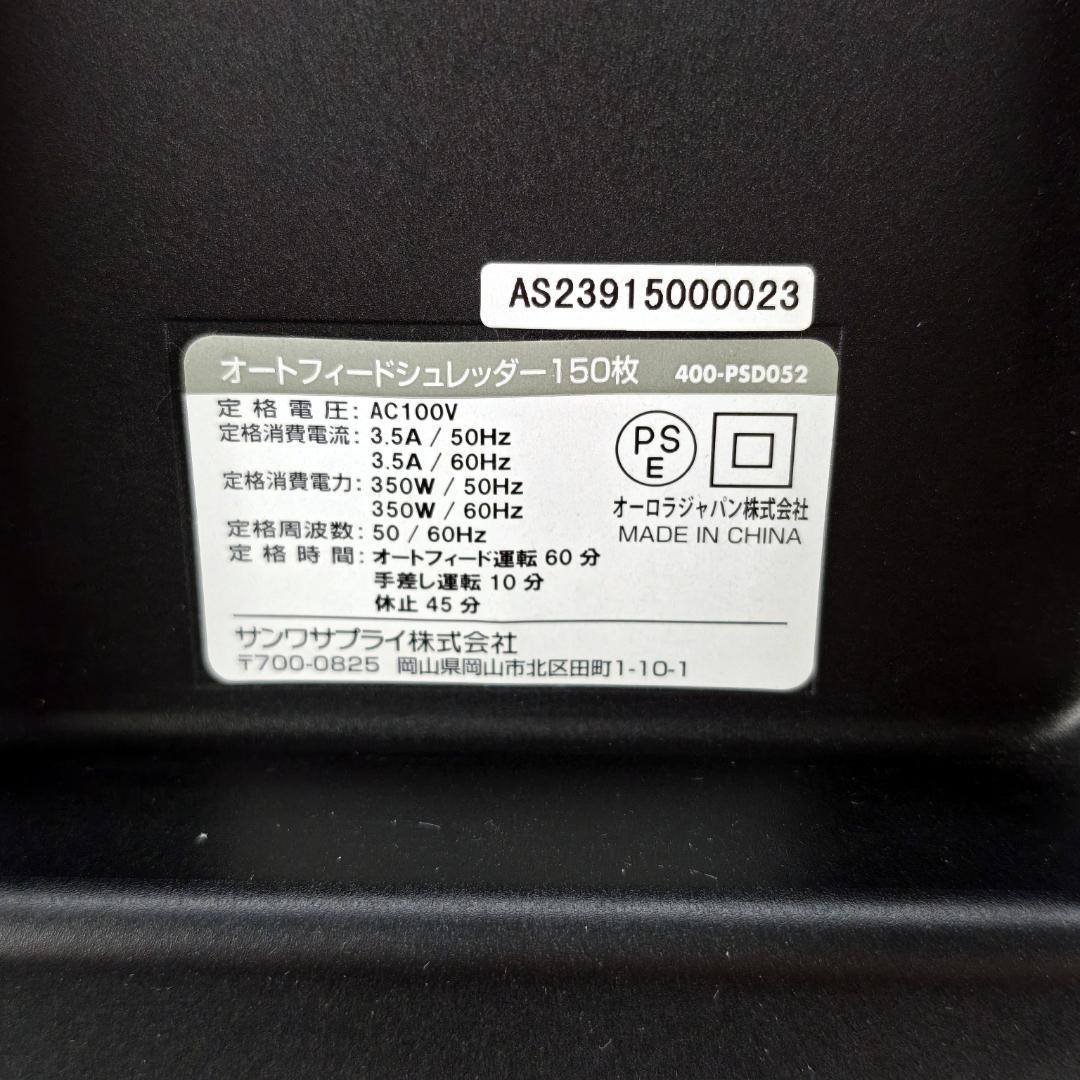 AS23915000023
オートフィードシュレッダー150枚 400-PSD052
定格電圧: AC100V
定格消費電流: 3.5A / 50Hz
3.5A / 60Hz
定格消費電力: 350W / 50Hz
350W / 60Hz
定格周波数: 50 / 60Hz
定格時間: オートフィード運転 60 分
手差し運転 10 分
休止 45 分
PS
E
オーロラジャパン株式会社
MADE IN CHINA
サンワサプライ株式会社
〒700-0825 岡山県岡山市北区田町1-10-1